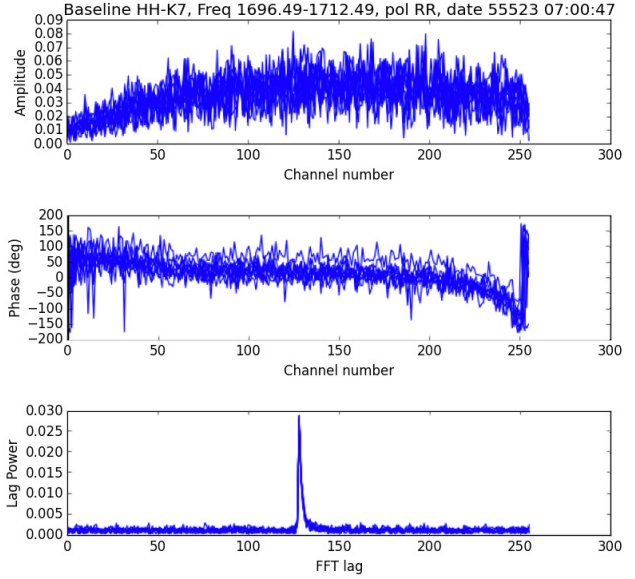 Baseline HH-K7, Freq 1696.49-1712.49, pol RR, date 55523 07:00:47
0.09
0.08
0.07
0.06
0.05
0.04
0.03
0.02
0.01
0.00
Amplitude
0 50 100 150 200 250 300
Channel number
200
150
100
50
0
−50
−100
−150
−200
Phase (deg)
0 50 100 150 200 250 300
Channel number
0.030
0.025
0.020
0.015
0.010
0.005
0.000
Lag Power
0 50 100 150 200 250 300
FFT lag